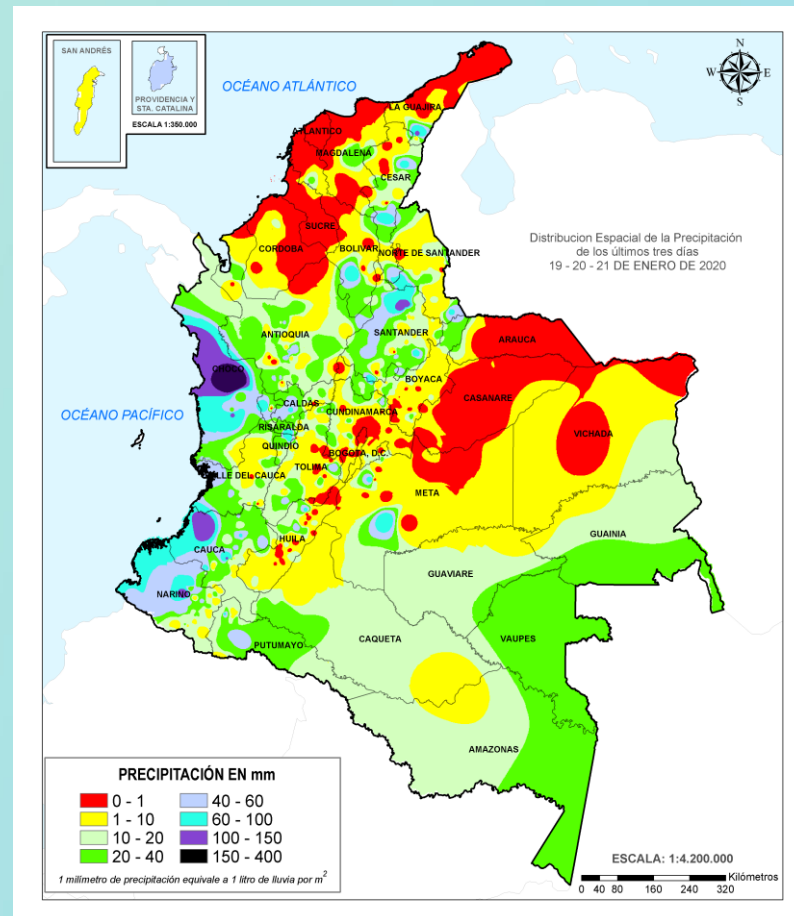 SAN ANDRÉS
PROVIDENCIA Y
STA. CATALINA
ESCALA 1:350.000
OCÉANO ATLÁNTICO
N
W
E
S
LA GUAJIRA
ATLANTICO
MAGDALENA
CESAR
SUCRE
CORDOBA
BOLIVAR
NORTE DE SANTANDER
Distribucion Espacial de la Precipitación
de los últimos tres días
19 - 20 - 21 DE ENERO DE 2020
ANTIOQUIA
SANTANDER
ARAUCA
CHOCO
BOYACA
CASANARE
OCÉANO PACÍFICO
CALDAS
CUNDINAMARCA
RISARALDA
VICHADA
QUINDIO
BOGOTA, D.C.
TOLIMA
VALLE DEL CAUCA
META
GUAINIA
HUILA
CAUCA
GUAVIARE
NARIÑO
PUTUMAYO
CAQUETA
VAUPES
AMAZONAS
PRECIPITACIÓN EN mm
0 - 1
40 - 60
1 - 10
60 - 100
10 - 20
100 - 150
20 - 40
150 - 400
1 milímetro de precipitación equivale a 1 litro de lluvia por m²
ESCALA: 1:4.200.000
Kilómetros
0 40 80 160 240 320